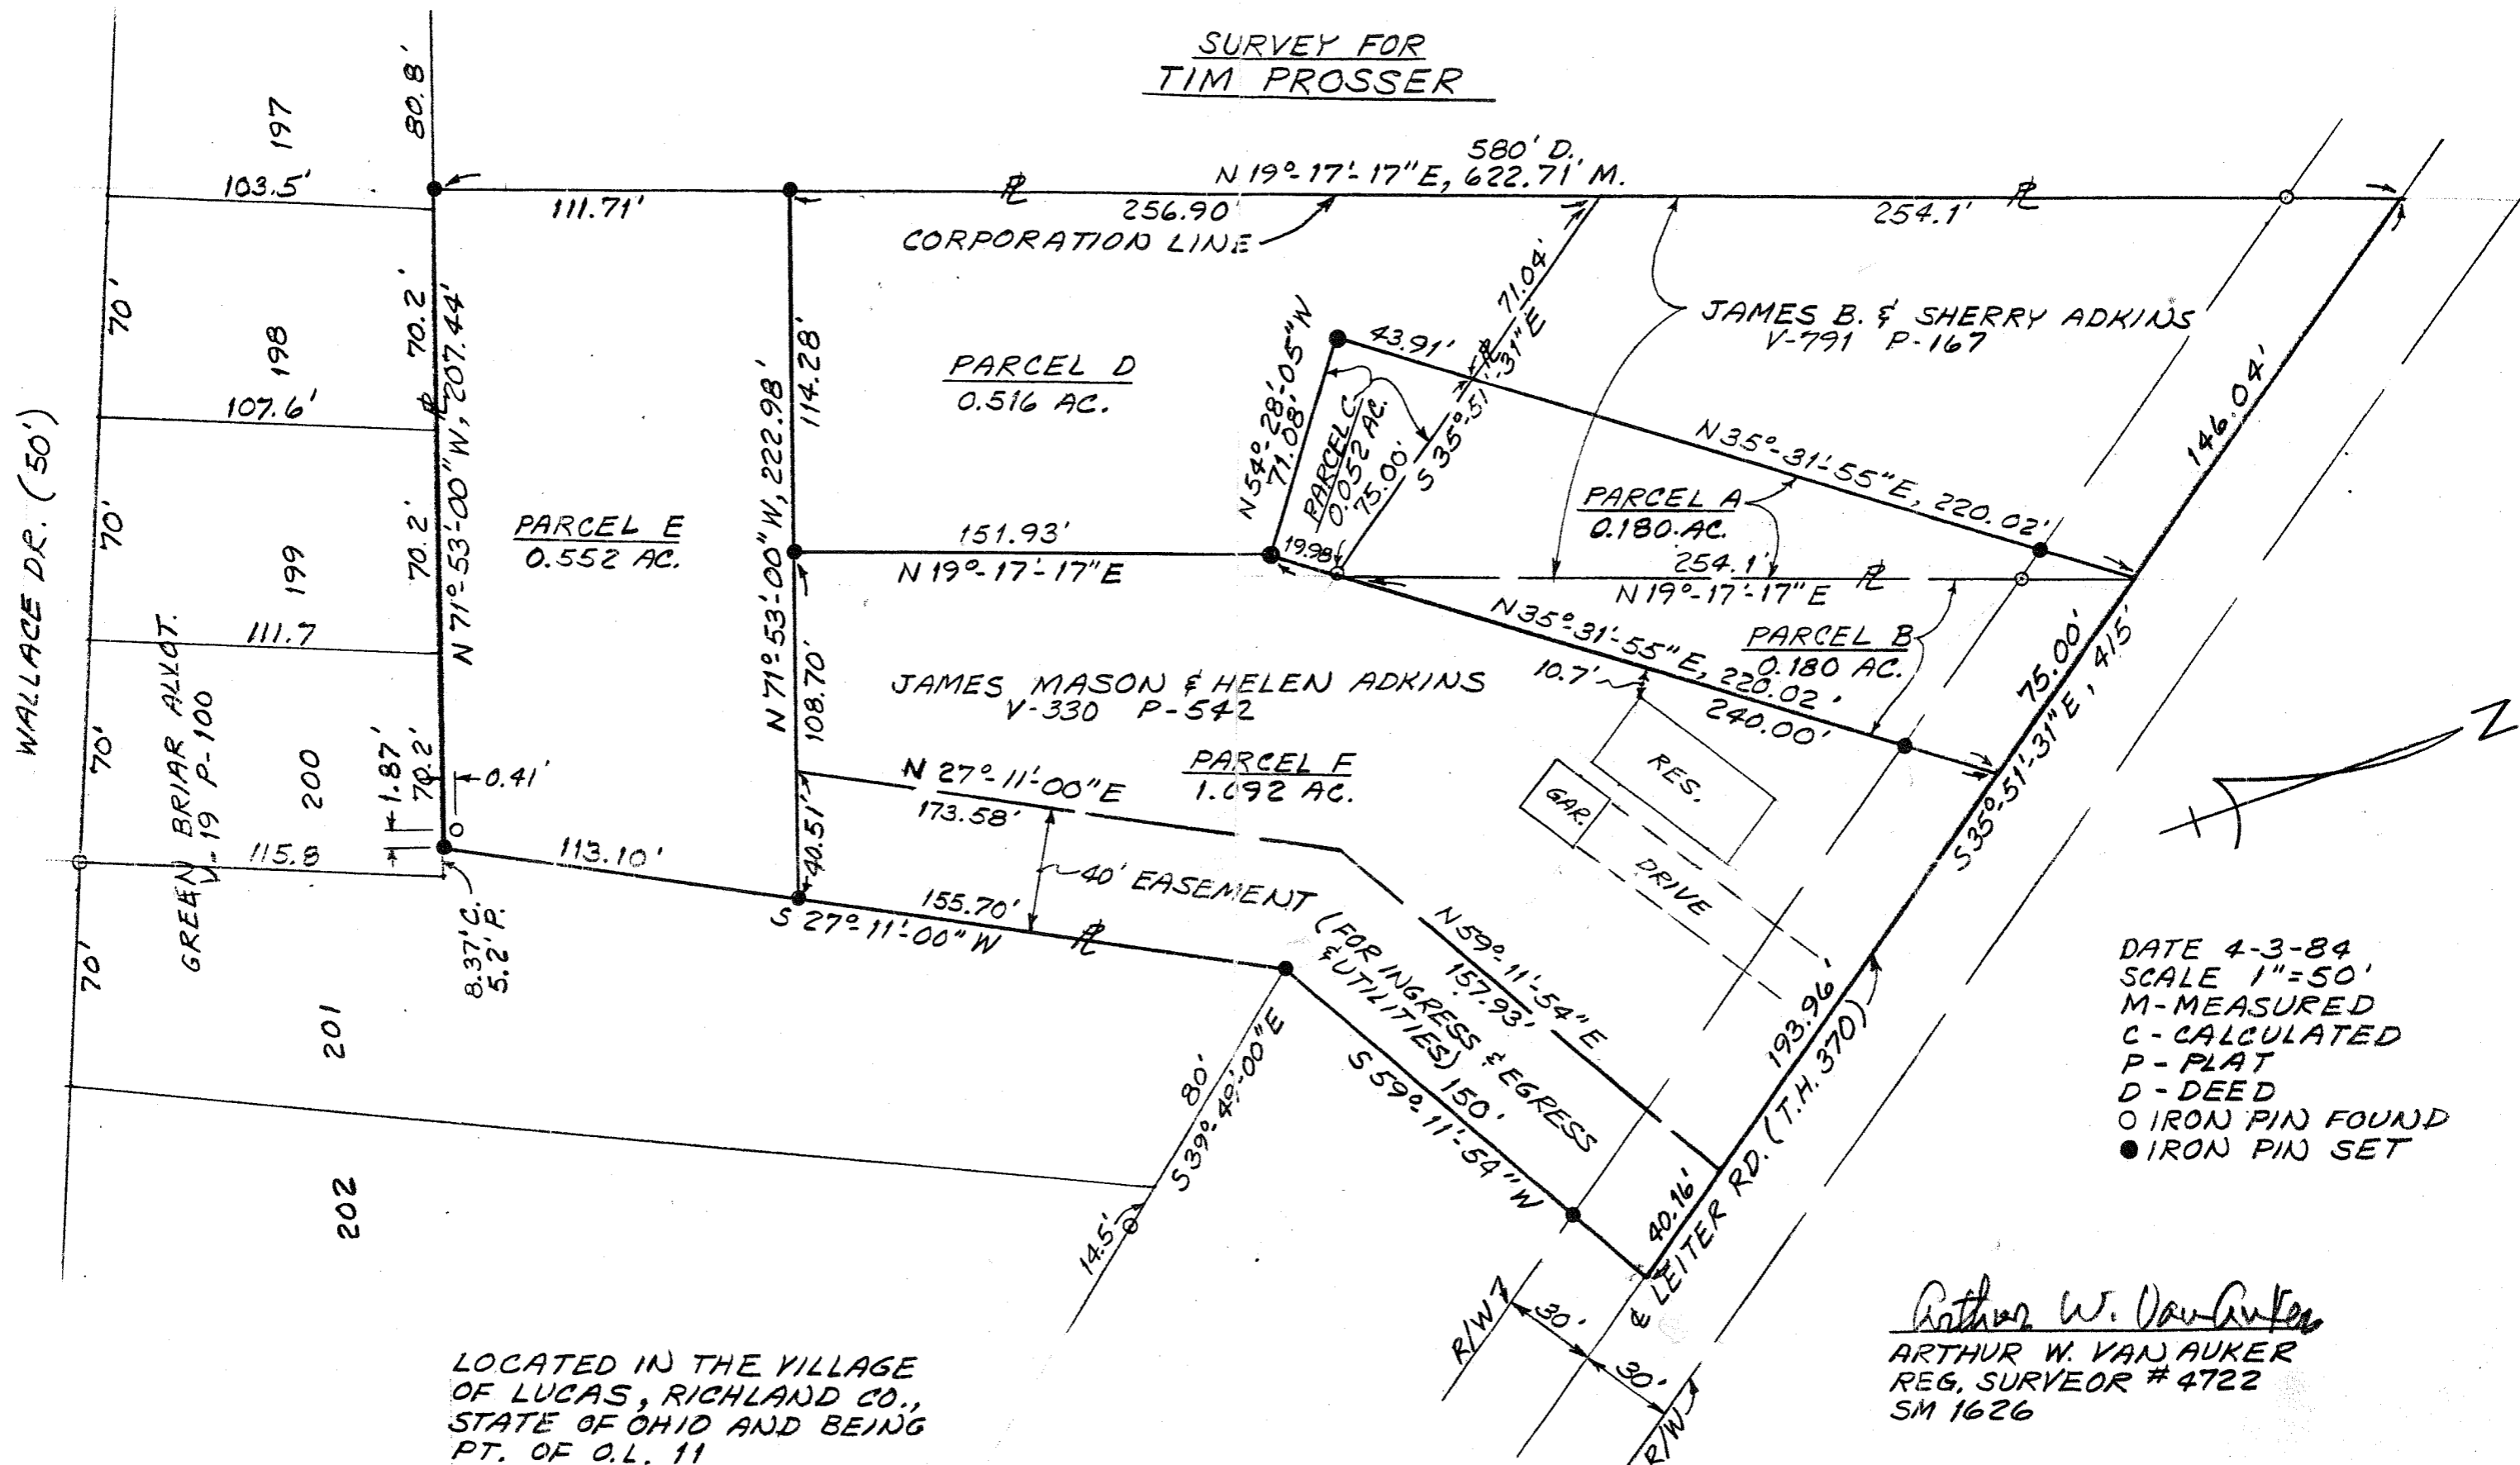 SURVEY FOR
TIM PROSSER
580' D.
N 19°-17'-17" E, 622.71' M.
80.8'
197
103.5'
111.71'
℞
256.90'
CORPORATION LINE
254.1'
℞
70'
198
70.2'
N 71°-53'-00" W, 207.44'
107.6'
WALLACE DR. (50')
70'
199
70.2'
111.7
GREEN BRIAR ALLOT.
V-19 P-100
70'
200
1.87'
70.2'
0.41'
115.8
8.37' C.
5.2' P.
70'
201
202
PARCEL E
0.552 AC.
113.10'
N 71°-53'-00" W, 222.98'
114.28'
108.70'
40.51'
PARCEL D
0.516 AC.
151.93'
N 19°-17'-17" E
N 54°-28'-05" W
71.08'
PARCEL C
0.052 AC.
75.00'
S 35°-51'-31" E
71.04'
43.91'
19.98'
JAMES B. & SHERRY ADKINS
V-791 P-167
N 35°-31'-55" E, 220.02'
146.04'
PARCEL A
0.180 AC.
254.1'
N 19°-17'-17" E
N 35°-31'-55" E, 220.02'
240.00'
PARCEL B
0.180 AC.
75.00'
S 35°-51'-31" E, 415'
JAMES MASON & HELEN ADKINS
V-330 P-542
10.7'
PARCEL F
1.092 AC.
RES.
GAR.
DRIVE
N 27°-11'-00" E
173.58'
155.70'
S 27°-11'-00" W
40' EASEMENT (FOR INGRESS & EGRESS
& UTILITIES)
N 59°-11'-54" E
157.93'
150'
S 59°-11'-54" W
80'
S 39°-40'-00" E
14.5'
193.96'
40.16'
℄ LEITER RD. (T.H. 370)
R/W
30'
30'
R/W
N
DATE 4-3-84
SCALE 1"=50'
M-MEASURED
C-CALCULATED
P-PLAT
D-DEED
O IRON PIN FOUND
● IRON PIN SET
Arthur W. Van Auker
ARTHUR W. VAN AUKER
REG. SURVEOR #4722
SM 1626
LOCATED IN THE VILLAGE
OF LUCAS, RICHLAND CO.,
STATE OF OHIO AND BEING
PT. OF O.L. 11